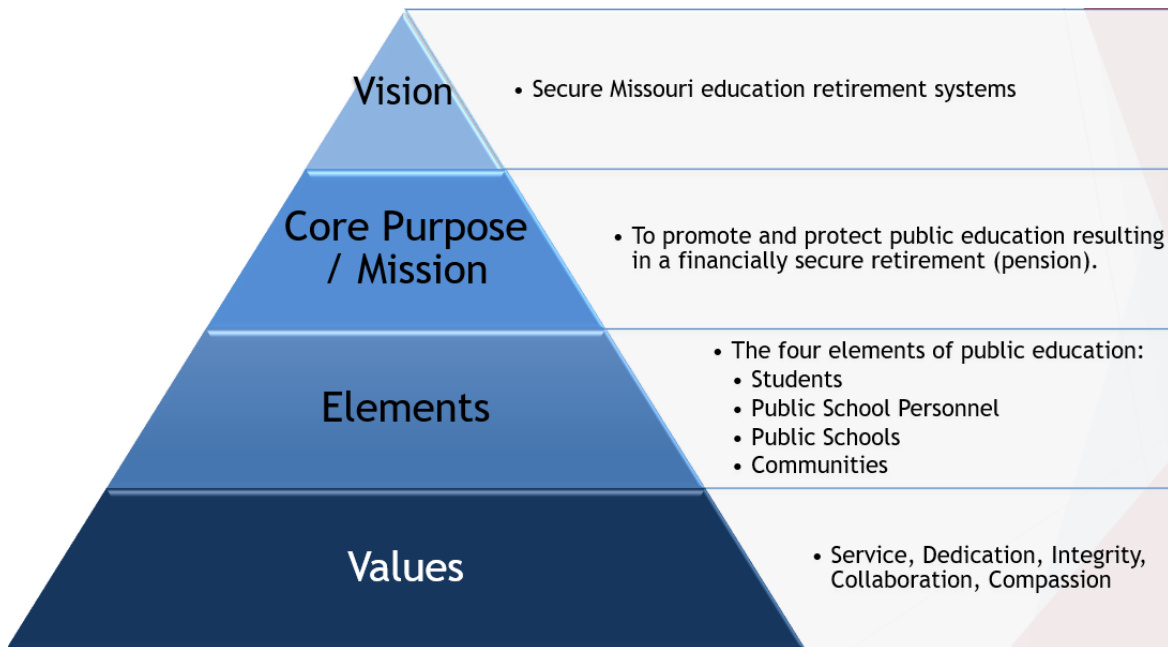 Vision
• Secure Missouri education retirement systems
Core Purpose
/ Mission
• To promote and protect public education resulting
in a financially secure retirement (pension).
Elements
• The four elements of public education:
• Students
• Public School Personnel
• Public Schools
• Communities
Values
• Service, Dedication, Integrity,
Collaboration, Compassion